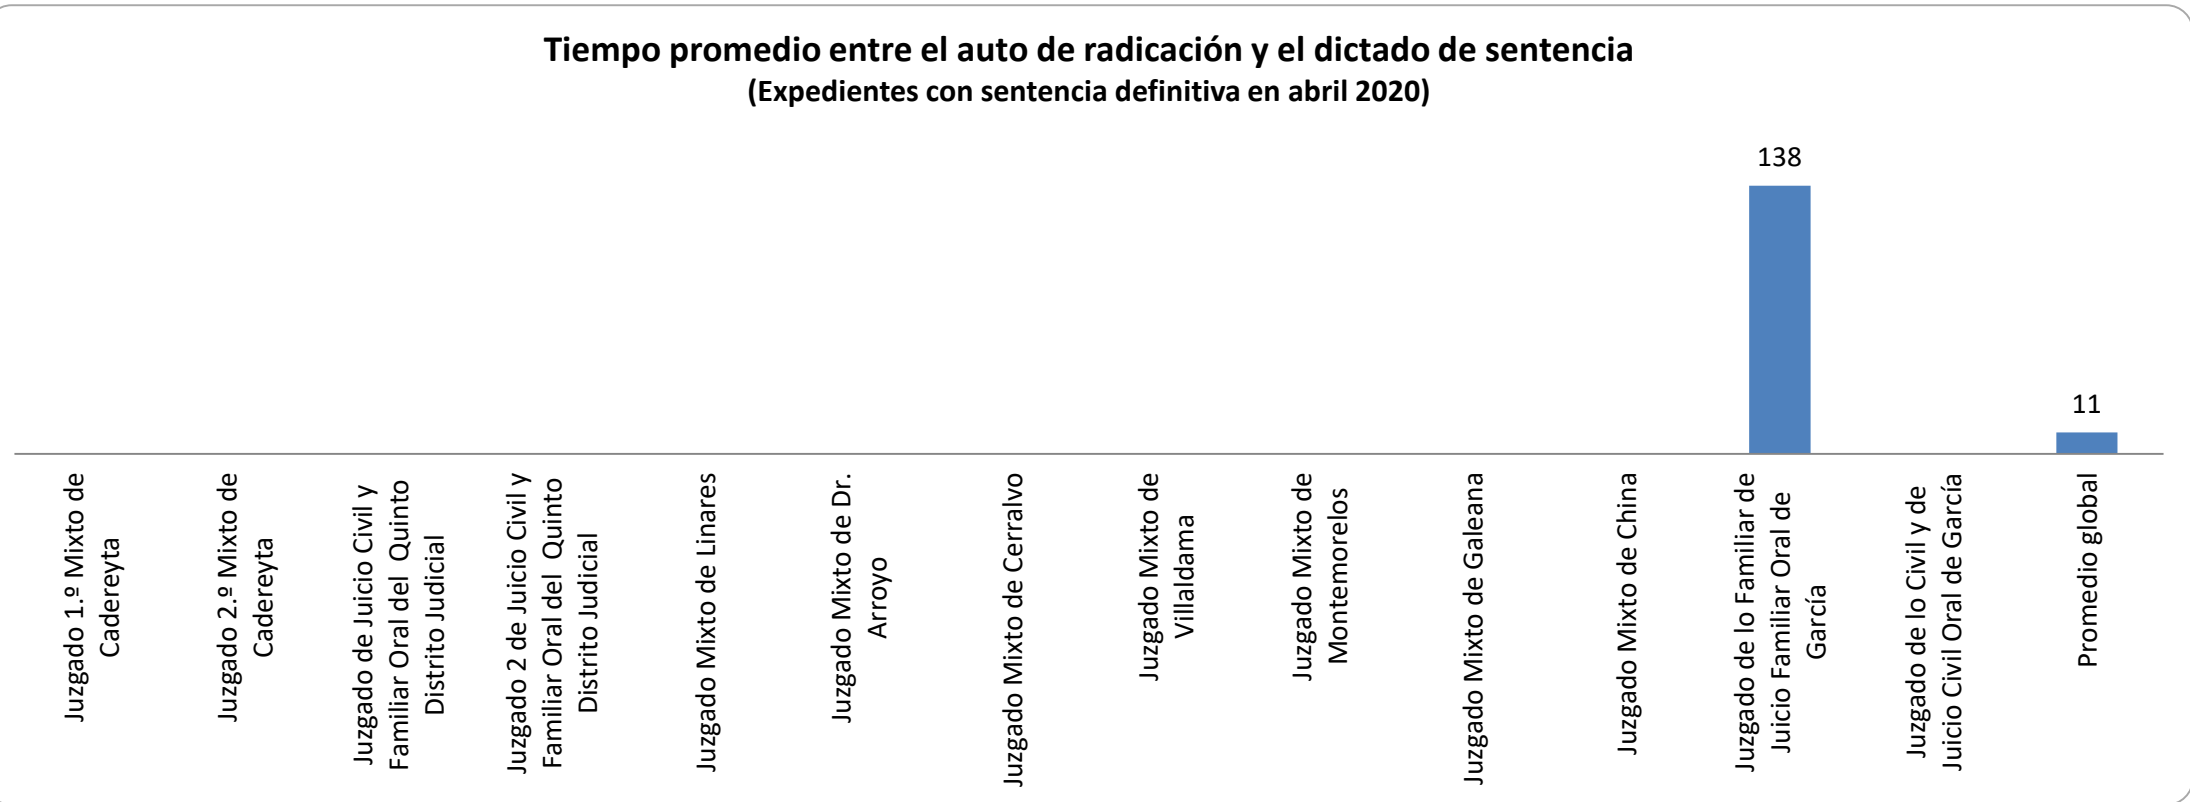 Tiempo promedio entre el auto de radicación y el dictado de sentencia
(Expedientes con sentencia definitiva en abril 2020)
138
11
Juzgado 1.º Mixto de
Cadereyta
Juzgado 2.º Mixto de
Cadereyta
Juzgado de Juicio Civil y
Familiar Oral del  Quinto
Distrito Judicial
Juzgado 2 de Juicio Civil y
Familiar Oral del  Quinto
Distrito Judicial
Juzgado Mixto de Linares
Juzgado Mixto de Dr.
Arroyo
Juzgado Mixto de Cerralvo
Juzgado Mixto de
Villaldama
Juzgado Mixto de
Montemorelos
Juzgado Mixto de Galeana
Juzgado Mixto de China
Juzgado de lo Familiar de
Juicio Familiar Oral de
García
Juzgado de lo Civil y de
Juicio Civil Oral de García
Promedio global